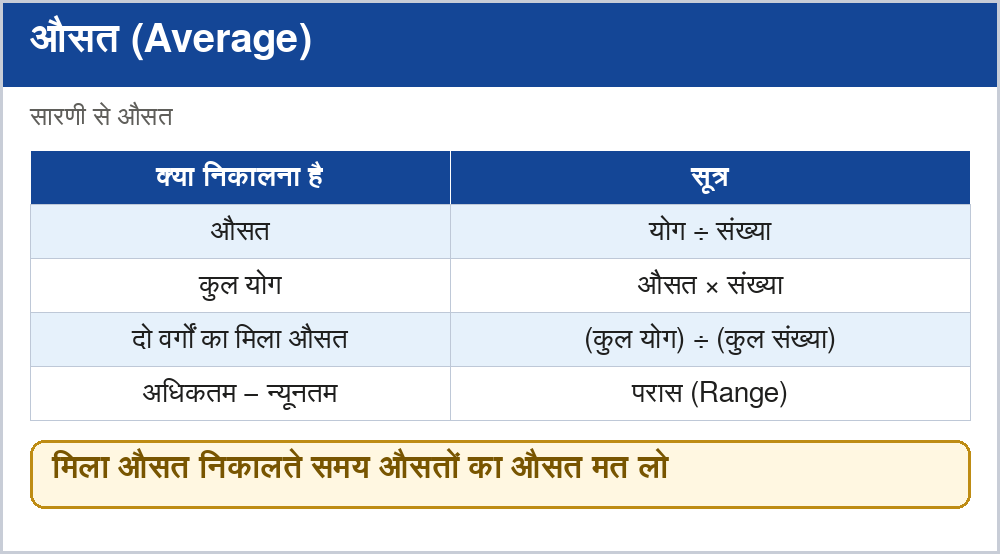 औसत (Average)
सारणी से औसत
क्या निकालना है
सूत्र
औसत
योग ÷ संख्या
कुल योग
औसत × संख्या
दो वर्गों का मिला औसत
(कुल योग) ÷ (कुल संख्या)
अधिकतम – न्यूनतम
परास (Range)
मिला औसत निकालते समय औसतों का औसत मत लो